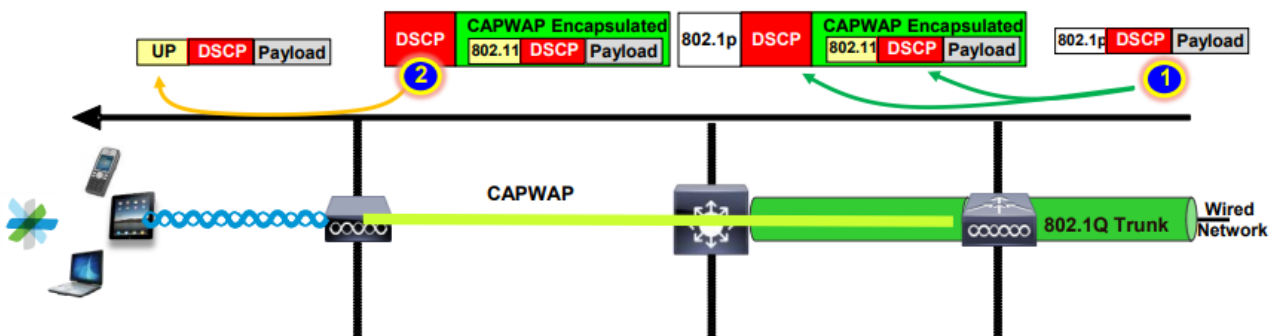 UP DSCP Payload
DSCP CAPWAP Encapsulated
802.11 DSCP Payload
802.1p DSCP CAPWAP Encapsulated
802.11 DSCP Payload
802.1p DSCP Payload
2
1
CAPWAP
802.1Q Trunk
Wired
Network